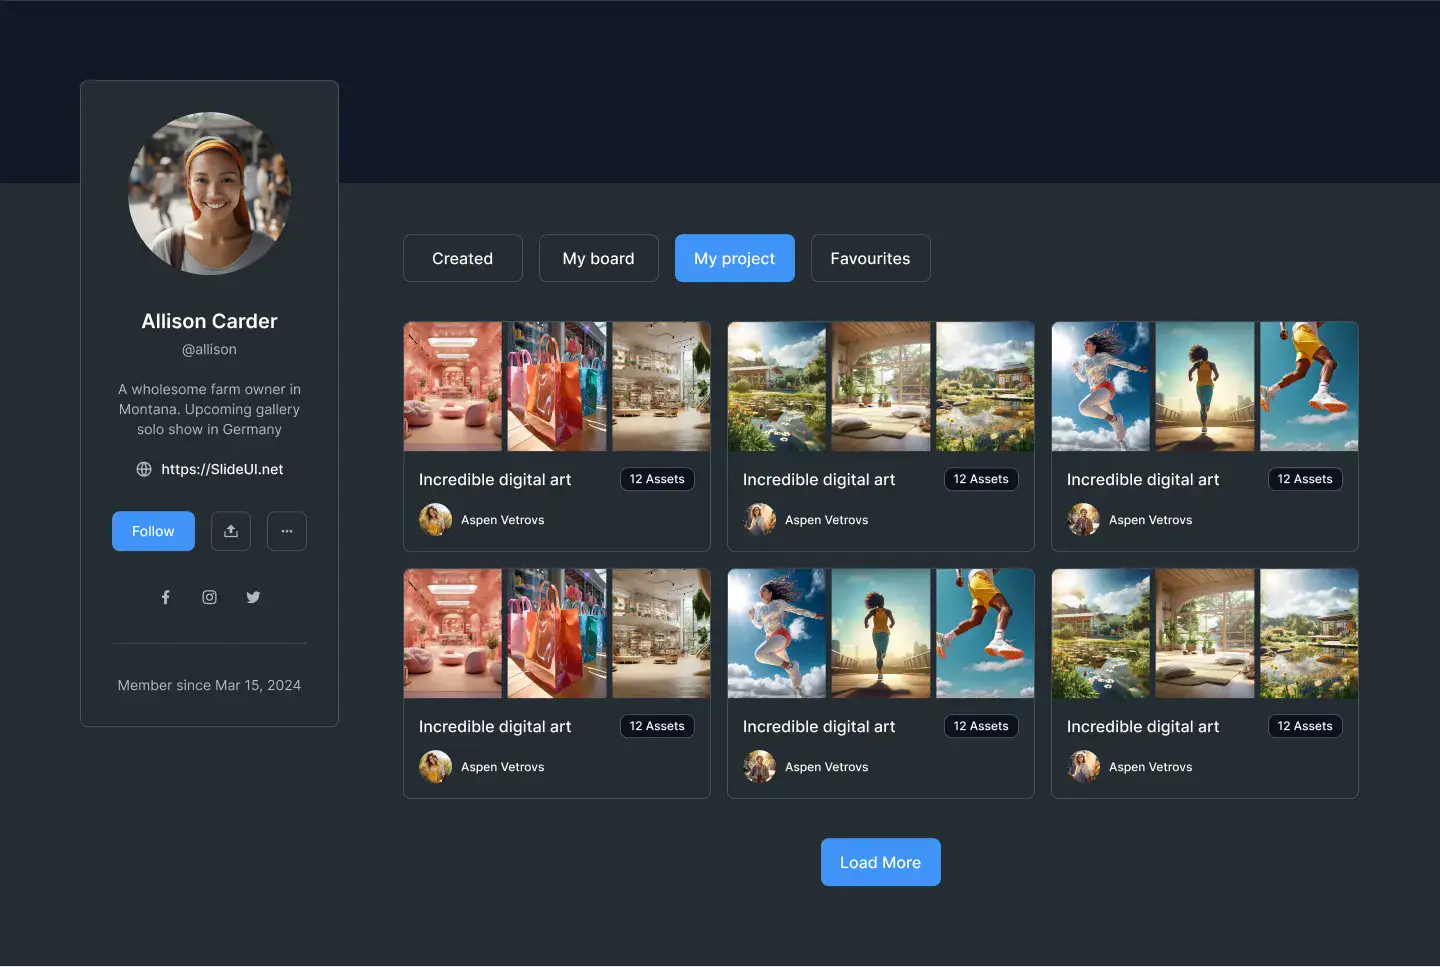 Allison Carder
@allison
A wholesome farm owner in
Montana. Upcoming gallery
solo show in Germany
https://SlideUI.net
Follow
Member since Mar 15, 2024
Created
My board
My project
Favourites
Incredible digital art
12 Assets
Aspen Vetrovs
Incredible digital art
12 Assets
Aspen Vetrovs
Incredible digital art
12 Assets
Aspen Vetrovs
Incredible digital art
12 Assets
Aspen Vetrovs
Incredible digital art
12 Assets
Aspen Vetrovs
Incredible digital art
12 Assets
Aspen Vetrovs
Load More